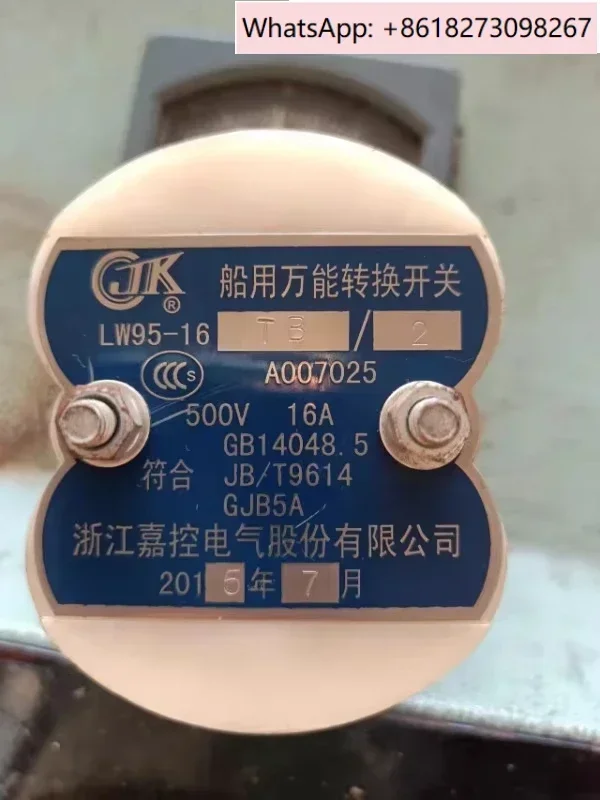 WhatsApp: +8618273098267
CJK®
船用万能转换开关
LW95-16 TB / 2
CCC S A007025
500V 16A
GB14048.5
符合 JB/T9614
GJB5A
浙江嘉控电气股份有限公司
2015年7月